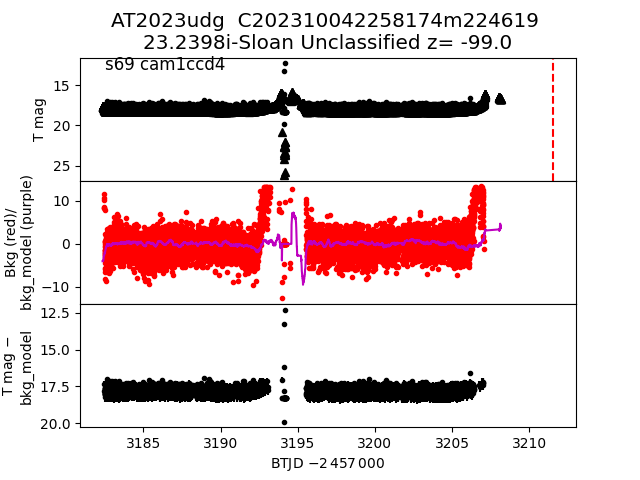 AT2023udg  C202310042258174m224619
23.2398i-Sloan Unclassified z= -99.0
s69 cam1ccd4
T mag
15
20
25
Bkg (red)/
bkg_model (purple)
10
0
−10
T mag −
bkg_model
12.5
15.0
17.5
20.0
3185
3190
3195
3200
3205
3210
BTJD −2 457 000